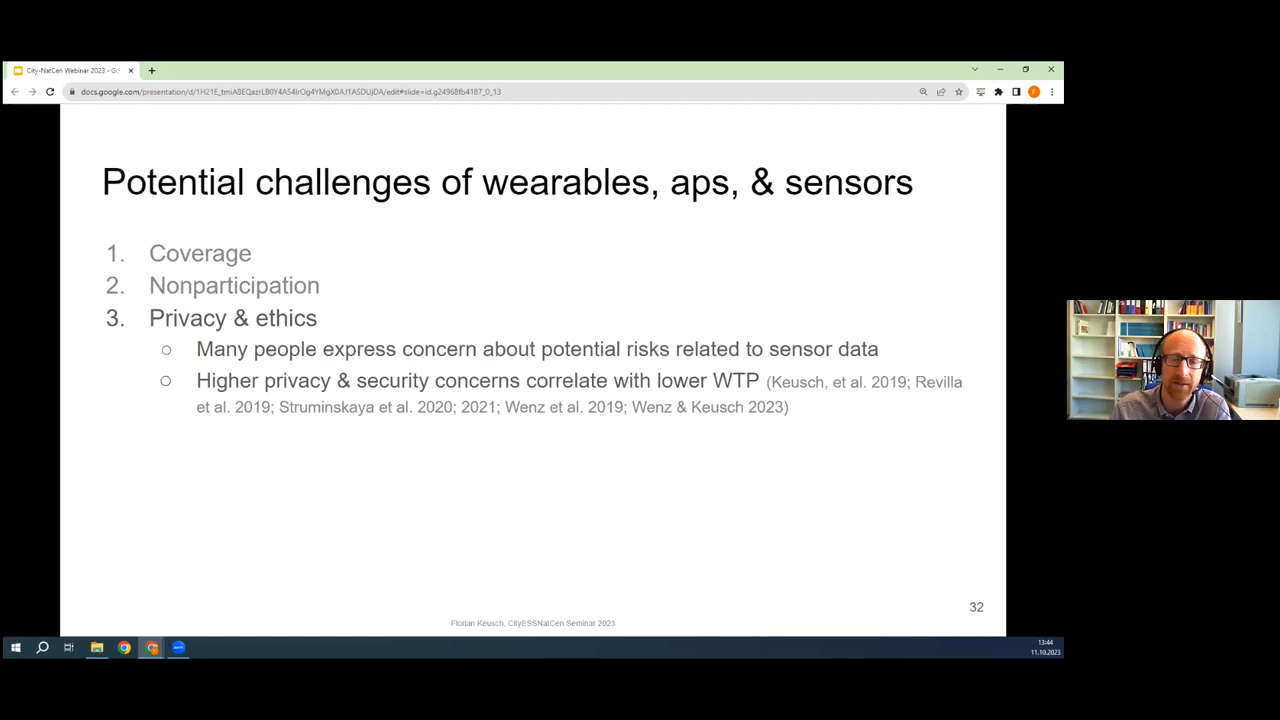 City-NatCen Webinar 2023 - Go
docs.google.com/presentation/d/1H21E_tmiA8EQazrLB0Y4A54IrOg4YMgX0AJ1ASDUjDA/edit#slide=id.g24968fb4187_0_13
F
Potential challenges of wearables, aps, & sensors
1. Coverage
2. Nonparticipation
3. Privacy & ethics
○ Many people express concern about potential risks related to sensor data
○ Higher privacy & security concerns correlate with lower WTP (Keusch, et al. 2019; Revilla
et al. 2019; Struminskaya et al. 2020; 2021; Wenz et al. 2019; Wenz & Keusch 2023)
32
Florian Keusch, CityESSNatCen Seminar 2023
13:44
11.10.2023